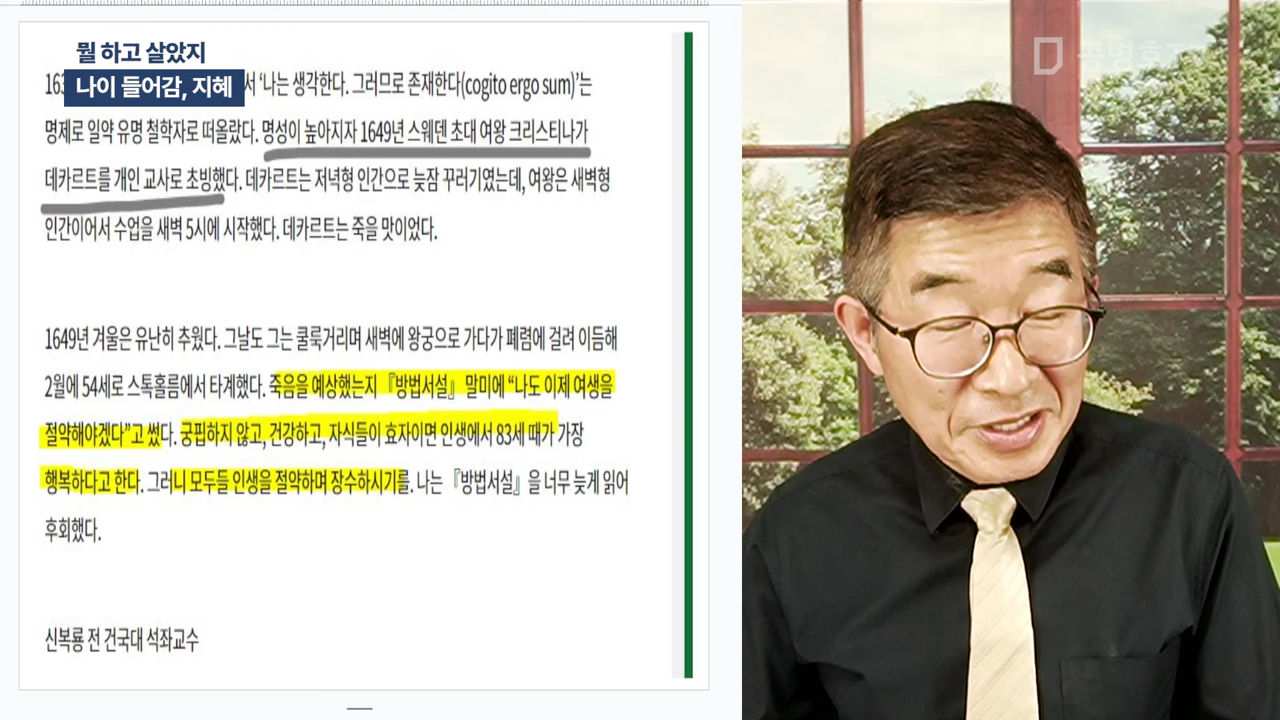 뭘 하고 살았지
나이 들어감, 지혜
163
서 ‘나는 생각한다. 그러므로 존재한다(cogito ergo sum)’는
명제로 일약 유명 철학자로 떠올랐다. 명성이 높아지자 1649년 스웨덴 초대 여왕 크리스티나가
데카르트를 개인 교사로 초빙했다. 데카르트는 저녁형 인간으로 늦잠 꾸러기였는데, 여왕은 새벽형
인간이어서 수업을 새벽 5시에 시작했다. 데카르트는 죽을 맛이었다.
1649년 겨울은 유난히 추웠다. 그날도 그는 쿨룩거리며 새벽에 왕궁으로 가다가 폐렴에 걸려 이듬해
2월에 54세로 스톡홀름에서 타계했다. 죽음을 예상했는지 『방법서설』 말미에 “나도 이제 여생을
절약해야겠다”고 썼다. 궁핍하지 않고, 건강하고, 자식들이 효자이면 인생에서 83세 때가 가장
행복하다고 한다. 그러니 모두들 인생을 절약하며 장수하시기를. 나는 『방법서설』을 너무 늦게 읽어
후회했다.
신복룡 전 건국대 석좌교수
공병호